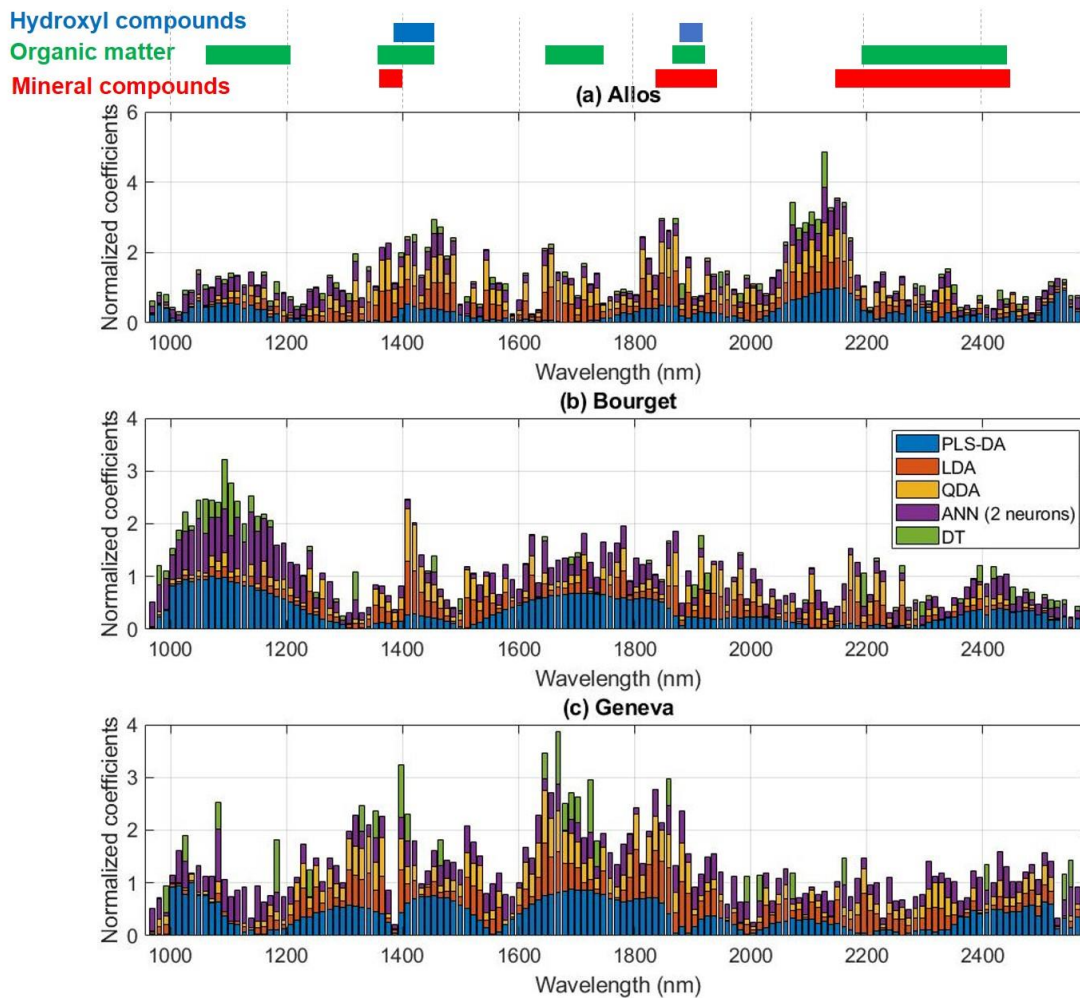 Hydroxyl compounds
Organic matter
Mineral compounds
(a) Allos
Normalized coefficients
6
4
2
0
1000 1200 1400 1600 1800 2000 2200 2400
Wavelength (nm)
(b) Bourget
Normalized coefficients
4
3
2
1
0
PLS-DA
LDA
QDA
ANN (2 neurons)
DT
1000 1200 1400 1600 1800 2000 2200 2400
Wavelength (nm)
(c) Geneva
Normalized coefficients
4
3
2
1
0
1000 1200 1400 1600 1800 2000 2200 2400
Wavelength (nm)